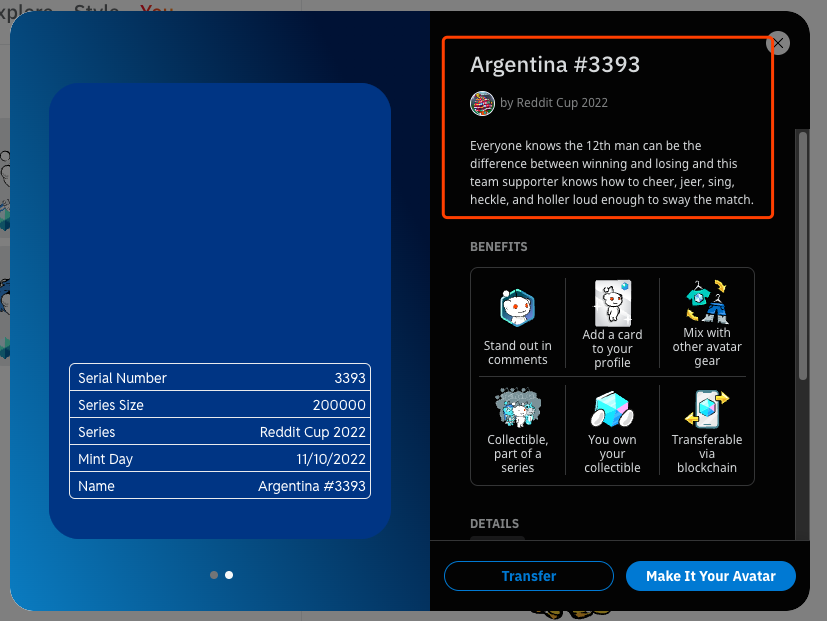 Explore Style You
Argentina #3393
by Reddit Cup 2022
Everyone knows the 12th man can be the
difference between winning and losing and this
team supporter knows how to cheer, jeer, sing,
heckle, and holler loud enough to sway the match.
BENEFITS
Stand out in
comments
Add a card
to your
profile
Mix with
other avatar
gear
Collectible,
part of a
series
You own
your
collectible
Transferable
via
blockchain
DETAILS
Serial Number 3393
Series Size 200000
Series Reddit Cup 2022
Mint Day 11/10/2022
Name Argentina #3393
Transfer
Make It Your Avatar